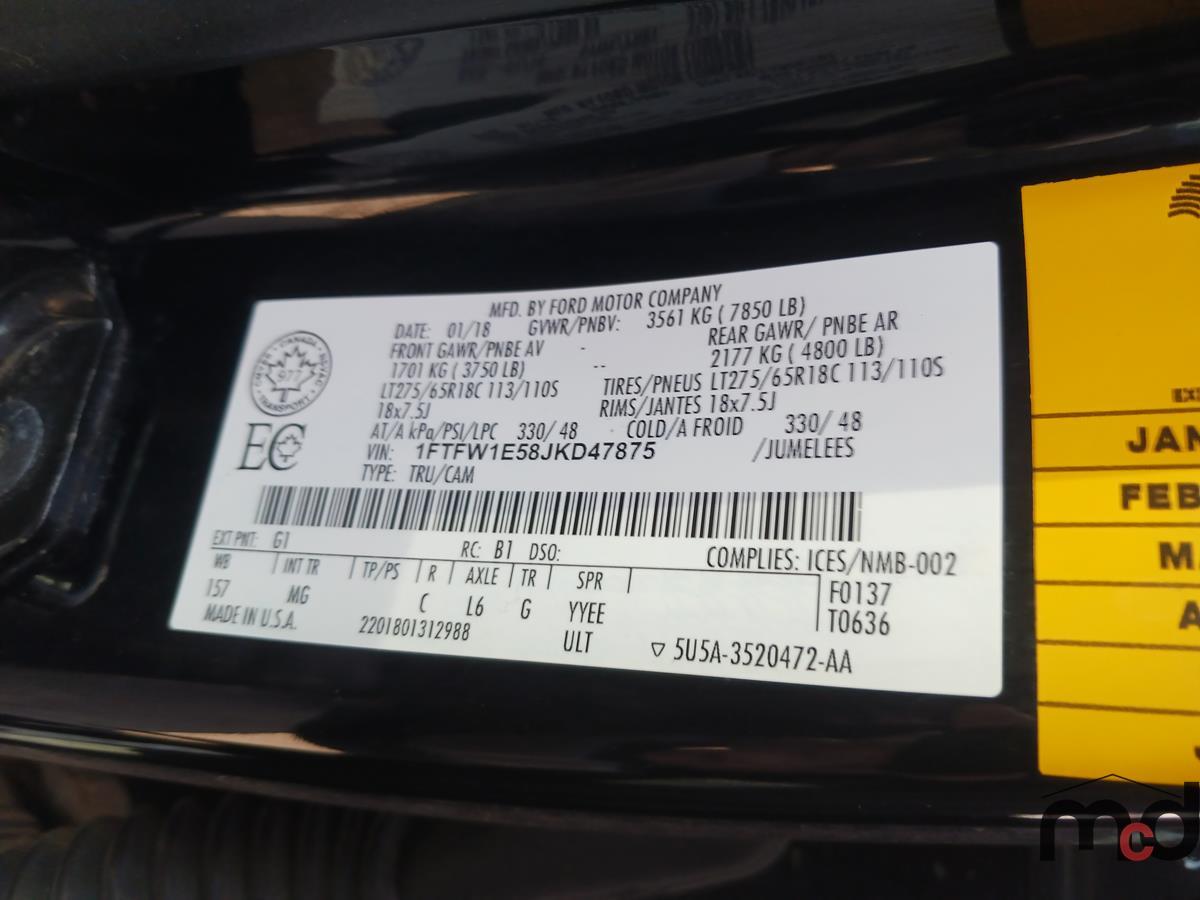 MFD. BY FORD MOTOR COMPANY
DATE: 01/18 GVWR/PNBV: 3561 KG ( 7850 LB)
FRONT GAWR/PNBE AV - REAR GAWR/ PNBE AR
1701 KG ( 3750 LB) -- 2177 KG ( 4800 LB)
LT275/65R18C 113/110S TIRES/PNEUS LT275/65R18C 113/110S
18x7.5J RIMS/JANTES 18x7.5J
AT/A kPa/PSI/LPC 330/ 48 COLD/A FROID 330/ 48
VIN: 1FTFW1E58JKD47875 /JUMELEES
TYPE: TRU/CAM
CANADA
TRANSPORT
977
EC
EXT PNT: G1 RC: B1 DSO: COMPLIES: ICES/NMB-002
WB INT TR TP/PS R AXLE TR SPR F0137
157 MG C L6 G YYEE T0636
MADE IN U.S.A. 2201801312988 ULT ▽ 5U5A-3520472-AA
JAN
FEB
M
A
mcd